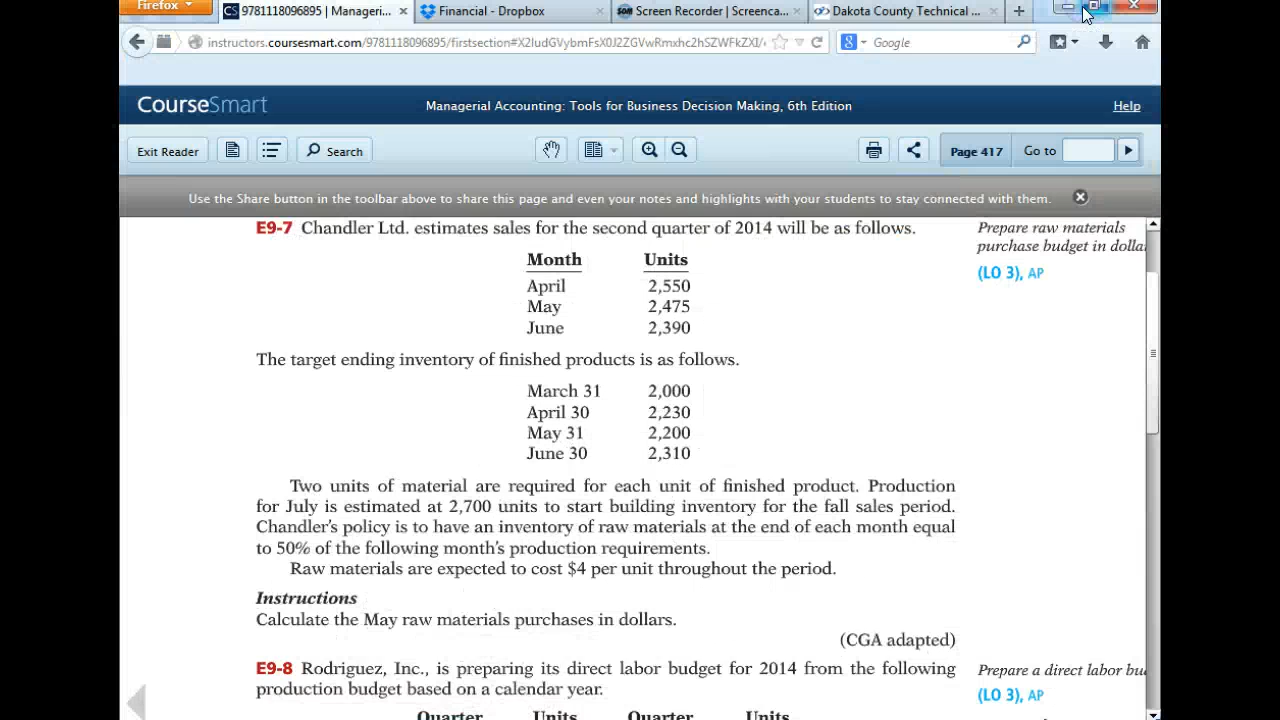 Firefox
CS 9781118096895 | Manageri... ×
Financial - Dropbox ×
som Screen Recorder | Screenca... ×
Dakota County Technical ... ×
instructors.coursesmart.com/9781118096895/firstsection#X2ludGVybmFsX0J2ZGVwRmxhc2hSZWFkZXI/
Google
CourseSmart
Managerial Accounting: Tools for Business Decision Making, 6th Edition
Help
Exit Reader
Search
Page 417
Go to
Use the Share button in the toolbar above to share this page and even your notes and highlights with your students to stay connected with them.
E9-7 Chandler Ltd. estimates sales for the second quarter of 2014 will be as follows.
Prepare raw materials
purchase budget in dolla
(LO 3), AP
Month Units
April 2,550
May 2,475
June 2,390
The target ending inventory of finished products is as follows.
March 31 2,000
April 30 2,230
May 31 2,200
June 30 2,310
Two units of material are required for each unit of finished product. Production
for July is estimated at 2,700 units to start building inventory for the fall sales period.
Chandler's policy is to have an inventory of raw materials at the end of each month equal
to 50% of the following month's production requirements.
Raw materials are expected to cost $4 per unit throughout the period.
Instructions
Calculate the May raw materials purchases in dollars.
(CGA adapted)
E9-8 Rodriguez, Inc., is preparing its direct labor budget for 2014 from the following
production budget based on a calendar year.
Prepare a direct labor bu
(LO 3), AP
Quarter Units Quarter Units